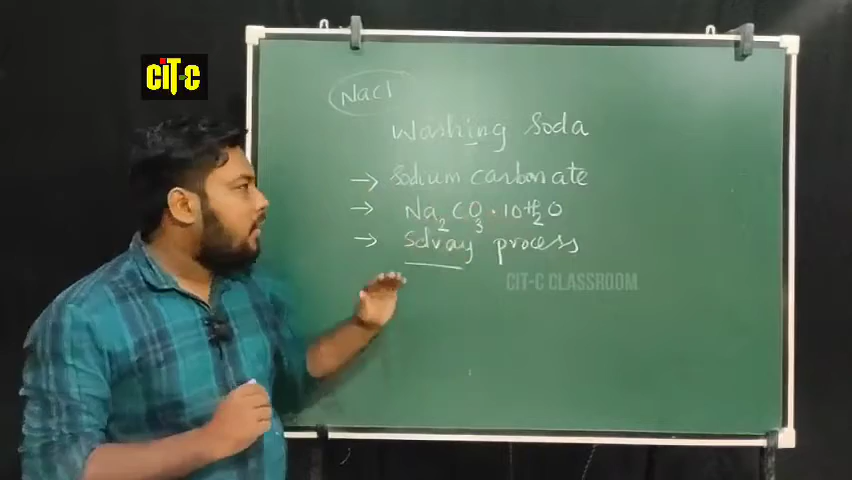 CiT-C
NaCl
Washing Soda
→ Sodium carbonate
→ Na2CO3·10H2O
→ Solvay process
CIT-C CLASSROOM